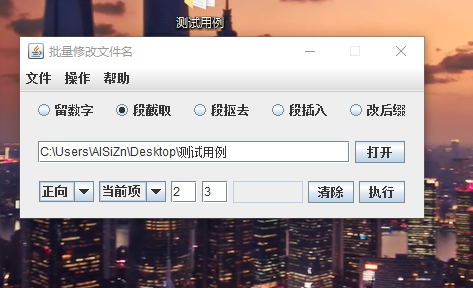 测试用例
批量修改文件名
文件 操作 帮助
留数字 段截取 段抠去 段插入 改后缀
C:\Users\AlSiZn\Desktop\测试用例 打开
正向 当前项 2 3 清除 执行